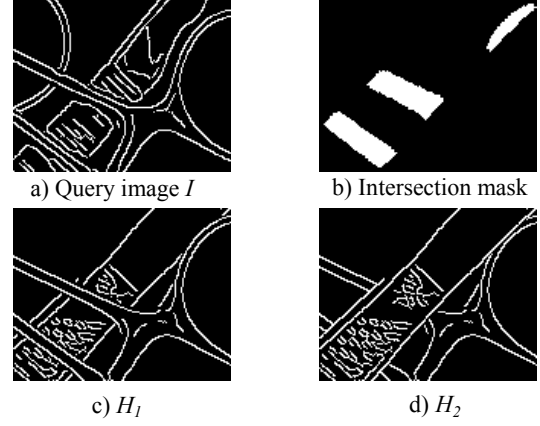 a) Query image I
b) Intersection mask
c) H1
d) H2